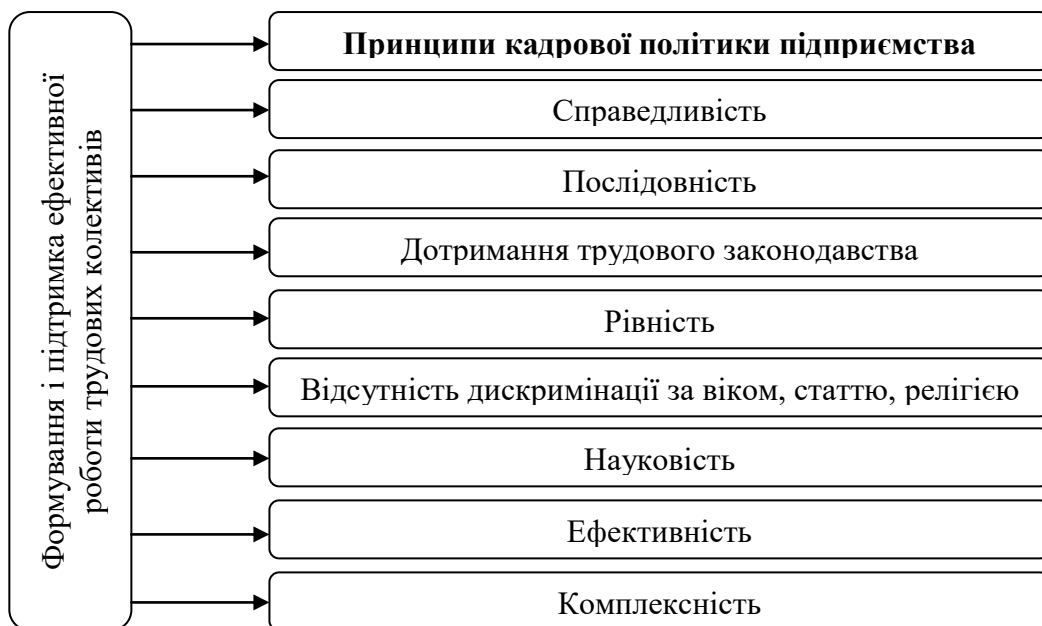 Формування і підтримка ефективної
роботи трудових колективів
Принципи кадрової політики підприємства
Справедливість
Послідовність
Дотримання трудового законодавства
Рівність
Відсутність дискримінації за віком, статтю, релігією
Науковість
Ефективність
Комплексність